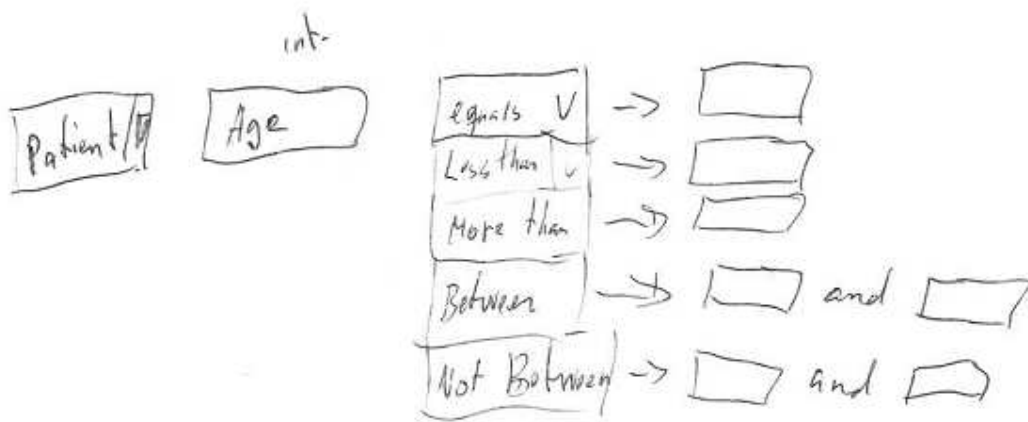 int.
Patient Age
equals
Less than
More than
Between and
Not Between and